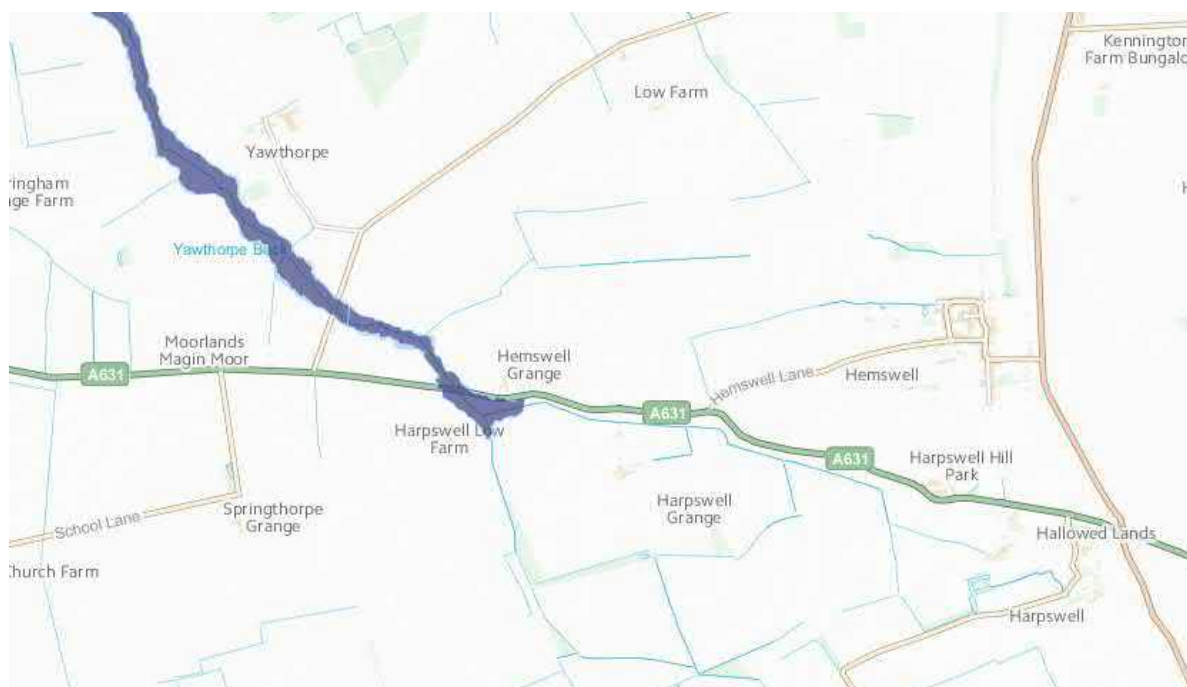 Kennington
Farm Bungalo
Low Farm
Yawthorpe
ringham
ge Farm
Yawthorpe Beck
Moorlands
Magin Moor
A631
Hemswell
Grange
Hemswell Lane
Hemswell
A631
Harpswell Low
Farm
A631
Harpswell Hill
Park
Springthorpe
Grange
School Lane
Harpswell
Grange
Hallowed Lands
Church Farm
Harpswell